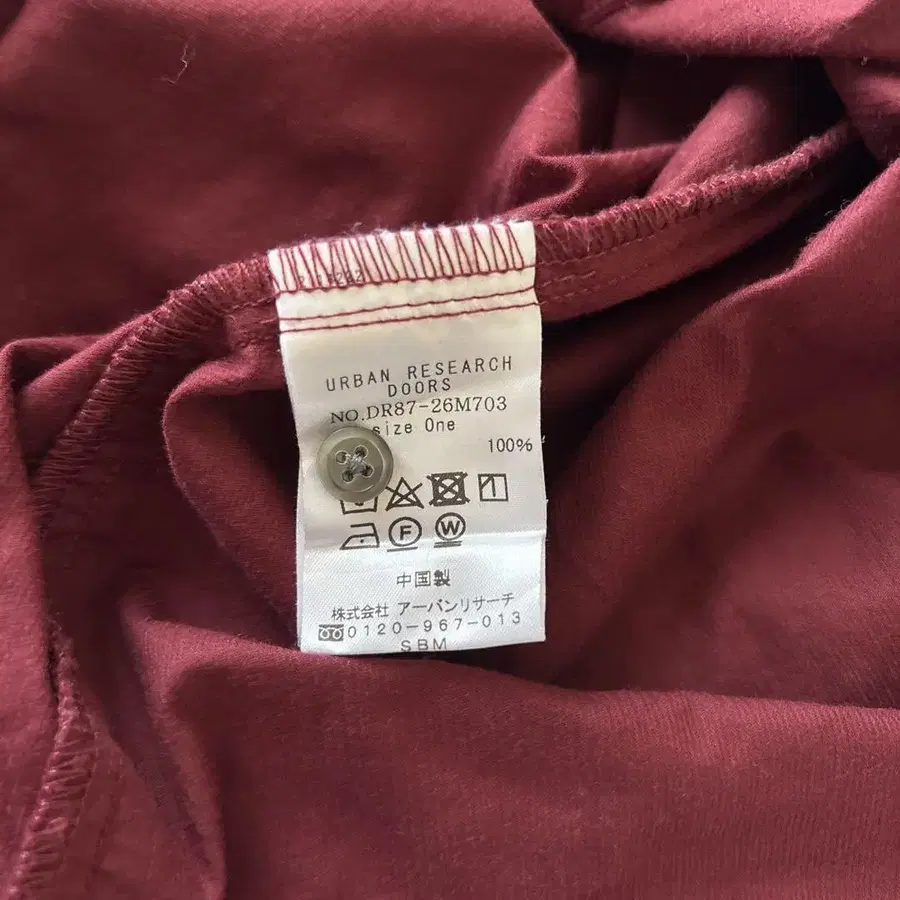 URBAN RESEARCH
DOORS
NO.DR87-26M703
size One
100%
F W
中国製
株式会社 アーバンリサーチ
0120-967-013
SBM